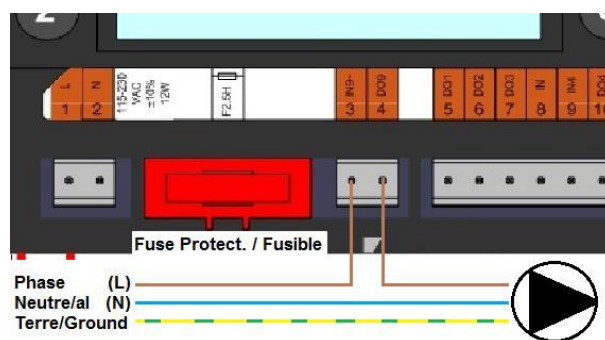 2
L
N
115-230
VAC
±10%
12W
F2.5H
IN9-
DO9
DO1
DO2
DO3
IN
IN4
DO4
1
2
3
4
5
6
7
8
9
10
Fuse Protect. / Fusible
Phase (L)
Neutre/al (N)
Terre/Ground